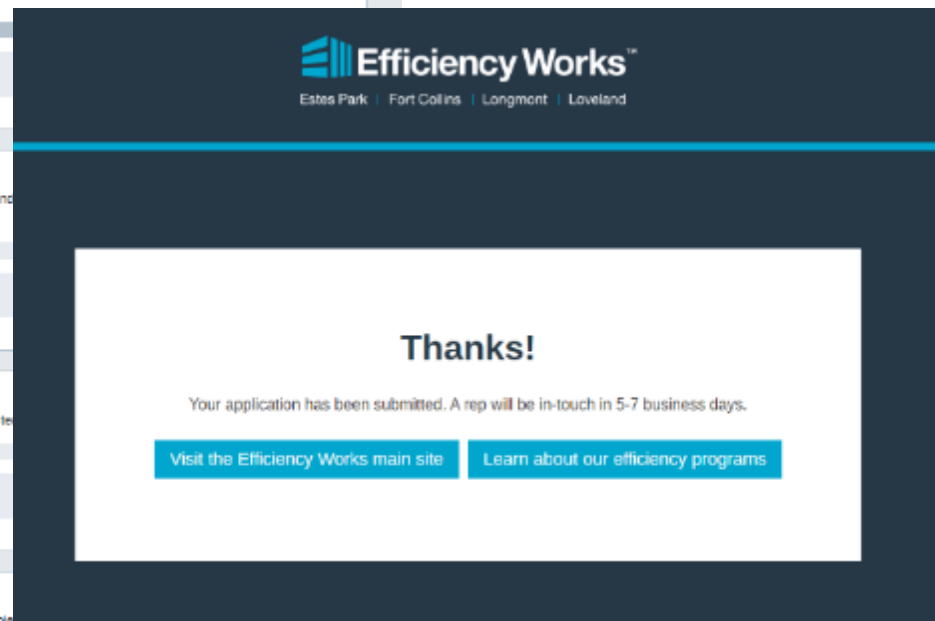 Efficiency Works™
Estes Park | Fort Collins | Longmont | Loveland
Thanks!
Your application has been submitted. A rep will be in-touch in 5-7 business days.
Visit the Efficiency Works main site
Learn about our efficiency programs